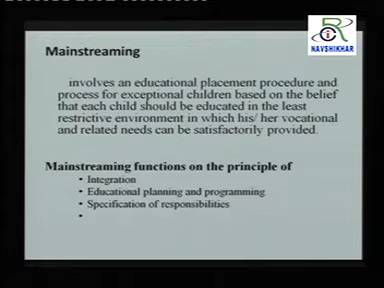 R
i
NAVSHIKHAR
Mainstreaming
involves an educational placement procedure and
process for exceptional children based on the belief
that each child should be educated in the least
restrictive environment in which his/ her vocational
and related needs can be satisfactorily provided.
Mainstreaming functions on the principle of
• Integration
• Educational planning and programming
• Specification of responsibilities
•